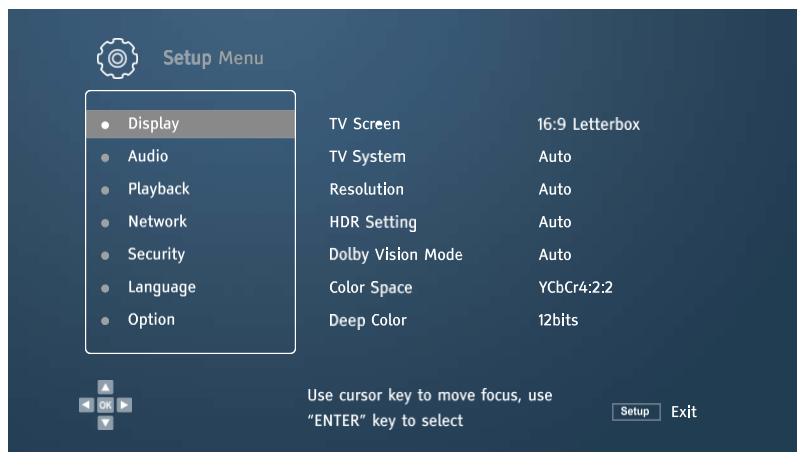 Setup Menu
Display
Audio
Playback
Network
Security
Language
Option
TV Screen 16:9 Letterbox
TV System Auto
Resolution Auto
HDR Setting Auto
Dolby Vision Mode Auto
Color Space YCbCr4:2:2
Deep Color 12bits
OK
Use cursor key to move focus, use
"ENTER" key to select
Setup Exit